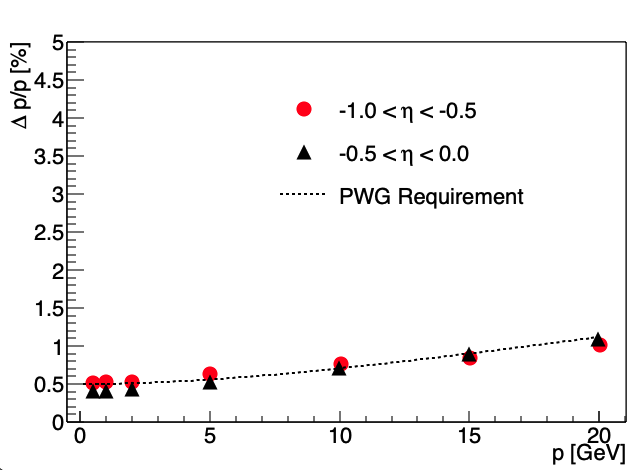 Δ p/p [%]
5
4.5
4
3.5
3
2.5
2
1.5
1
0.5
0
-1.0 < η < -0.5
-0.5 < η < 0.0
PWG Requirement
0 5 10 15 20
p [GeV]